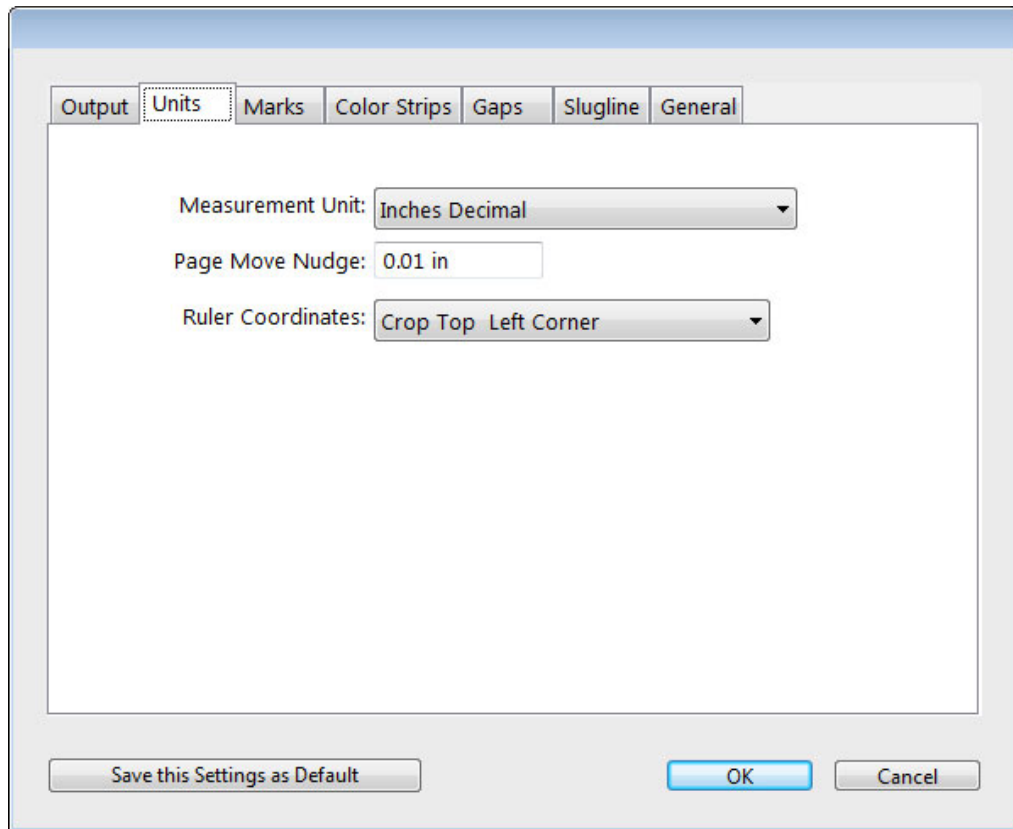 Output Units Marks Color Strips Gaps Slugline General
Measurement Unit: Inches Decimal
Page Move Nudge: 0.01 in
Ruler Coordinates: Crop Top Left Corner
Save this Settings as Default OK Cancel